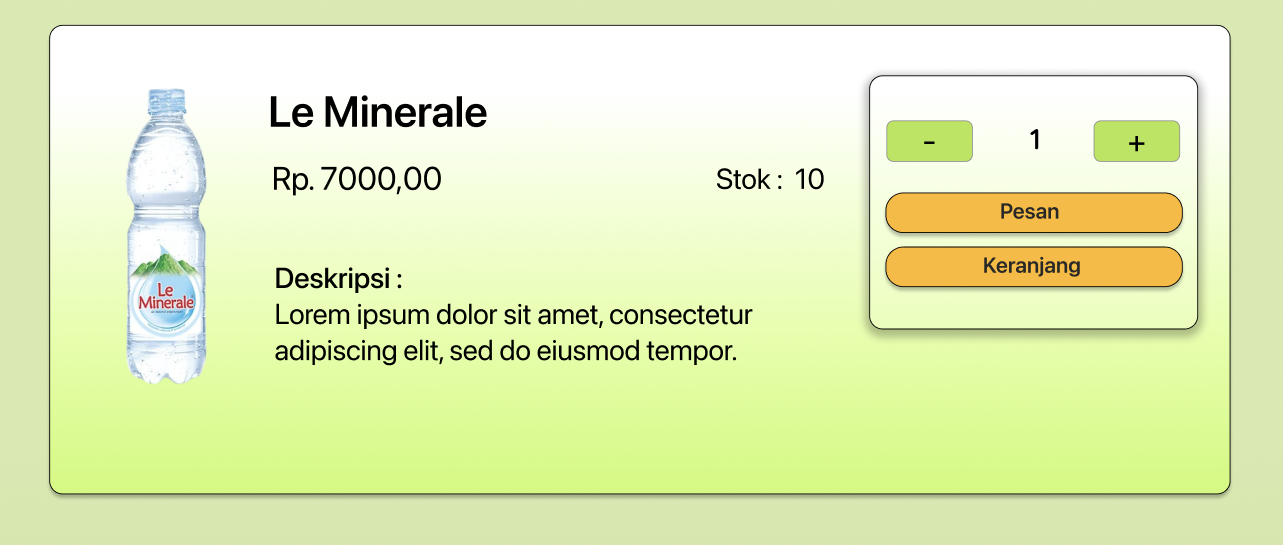 Le Minerale
Rp. 7000,00
Stok : 10
Deskripsi :
Lorem ipsum dolor sit amet, consectetur
adipiscing elit, sed do eiusmod tempor.
- 1 +
Pesan
Keranjang
Le
Minerale